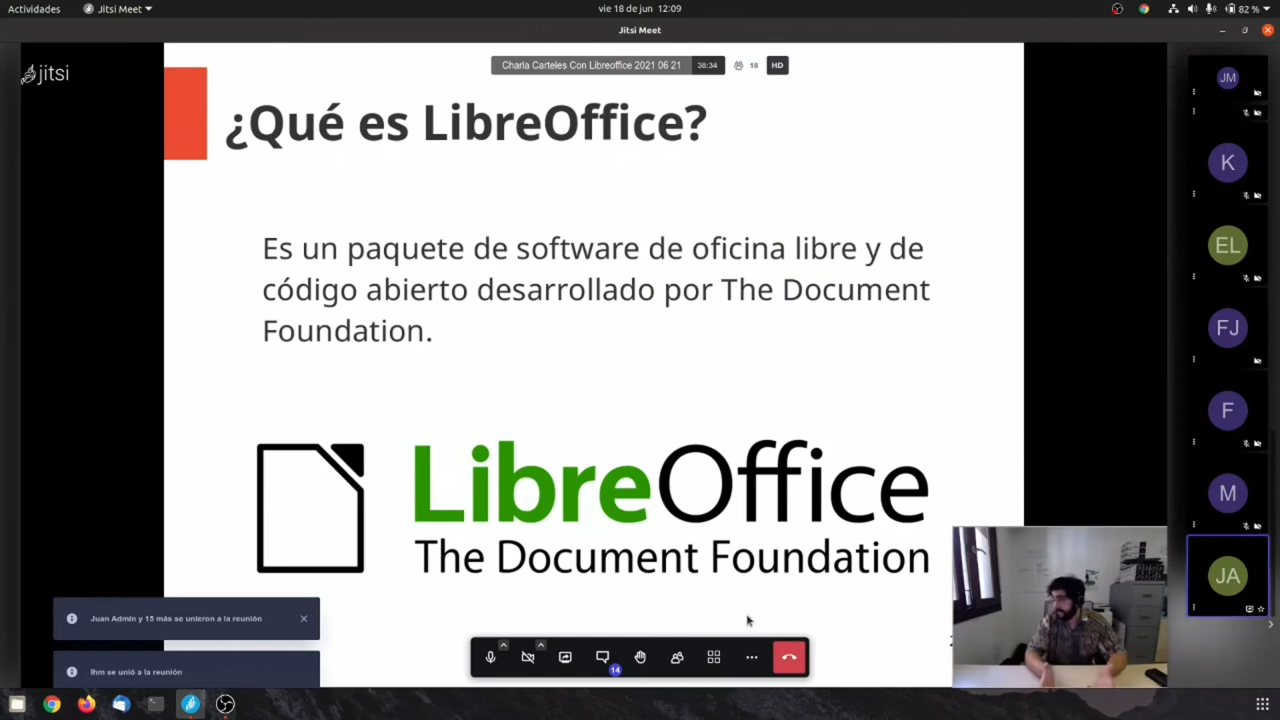 Actividades
Jitsi Meet
vie 18 de jun 12:09
82 %
Jitsi Meet
jitsi
Charla Carteles Con Libreoffice 2021 06 21
38:34
18
HD
¿Qué es LibreOffice?
Es un paquete de software de oficina libre y de
código abierto desarrollado por The Document
Foundation.
LibreOffice
The Document Foundation
JM
K
EL
FJ
F
M
JA
Juan Admin y 15 más se unieron a la reunión
lhm se unió a la reunión
14